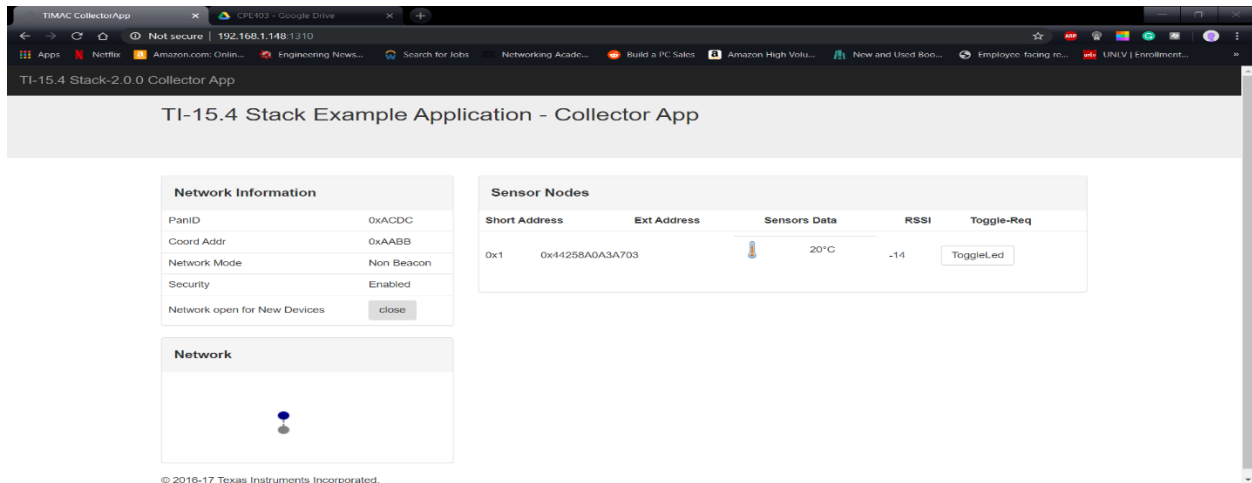 TIMAC CollectorApp
CPE403 - Google Drive
Not secure | 192.168.1.148:1310
Apps Netflix Amazon.com: Onlin... Engineering News... Search for Jobs Networking Acade... Build a PC Sales Amazon High Volu... New and Used Boo... Employee facing re... UNLV | Enrollment... »
TI-15.4 Stack-2.0.0 Collector App
TI-15.4 Stack Example Application - Collector App
Network Information
PanID 0xACDC
Coord Addr 0xAABB
Network Mode Non Beacon
Security Enabled
Network open for New Devices close
Sensor Nodes
Short Address Ext Address Sensors Data RSSI Toggle-Req
0x1 0x44258A0A3A703 20°C -14 ToggleLed
Network
© 2016-17 Texas Instruments Incorporated.